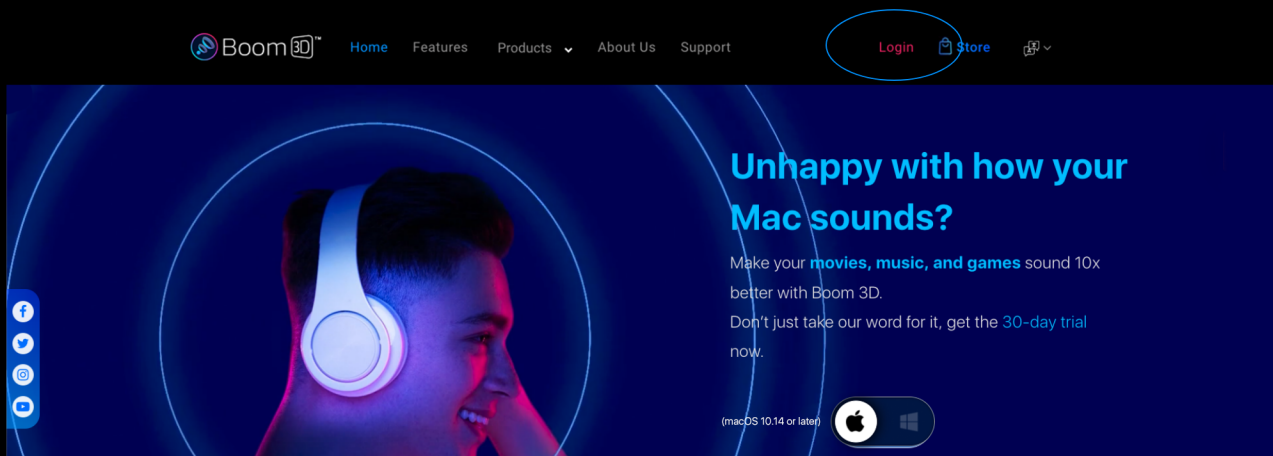 Boom 3D™
Home Features Products About Us Support Login Store
Unhappy with how your
Mac sounds?
Make your movies, music, and games sound 10x
better with Boom 3D.
Don't just take our word for it, get the 30-day trial
now.
(macOS 10.14 or later)